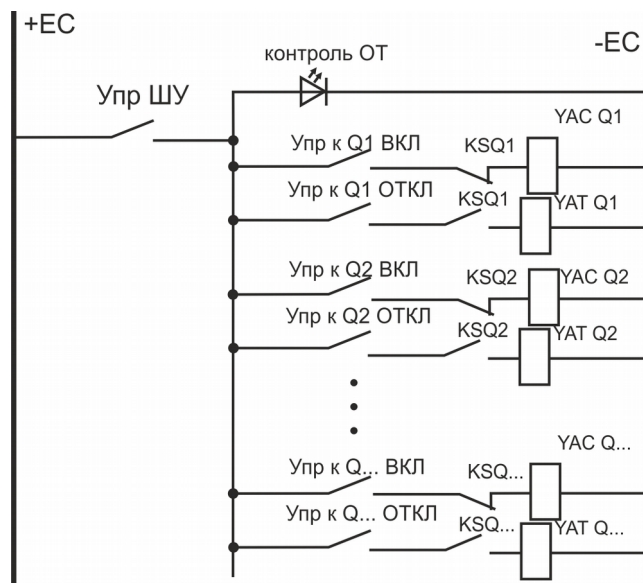 +EC
-EC
контроль ОТ
Упр ШУ
YAC Q1
Упр к Q1 ВКЛ
KSQ1
Упр к Q1 ОТКЛ
KSQ1
YAT Q1
Упр к Q2 ВКЛ
KSQ2
YAC Q2
Упр к Q2 ОТКЛ
KSQ2
YAT Q2
YAC Q...
Упр к Q... ВКЛ
KSQ...
Упр к Q... ОТКЛ
KSQ...
YAT Q...